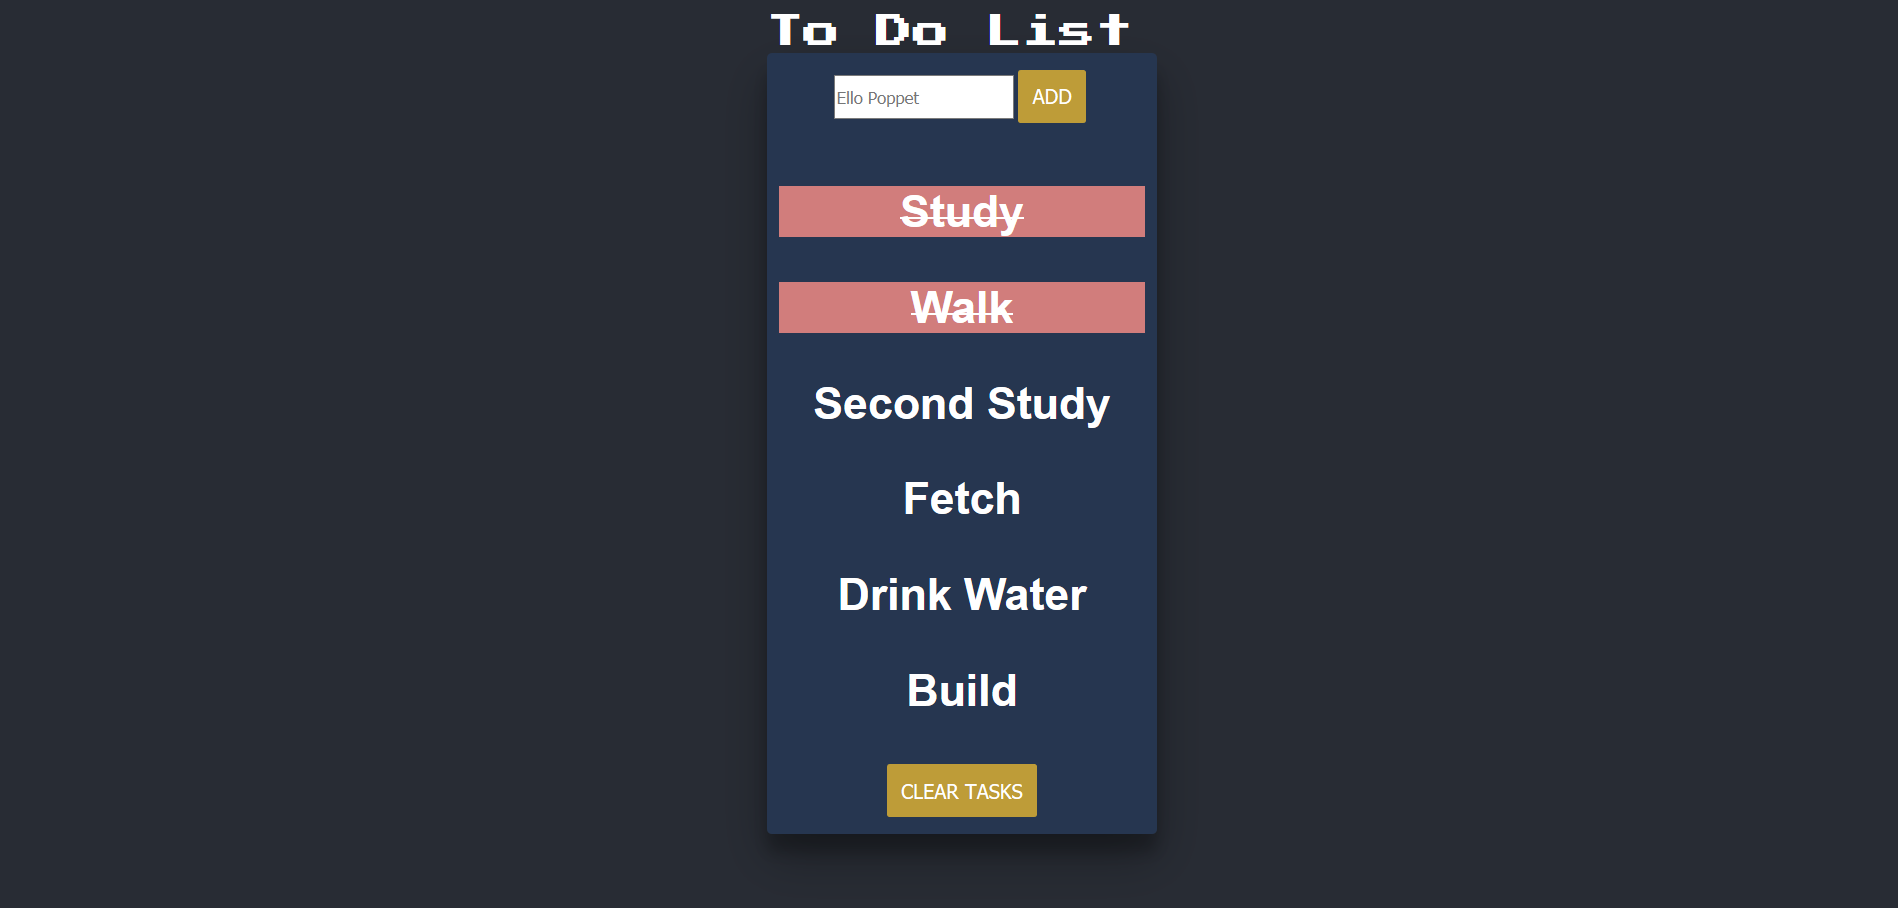 To Do List
Ello Poppet ADD
Study
Walk
Second Study
Fetch
Drink Water
Build
CLEAR TASKS